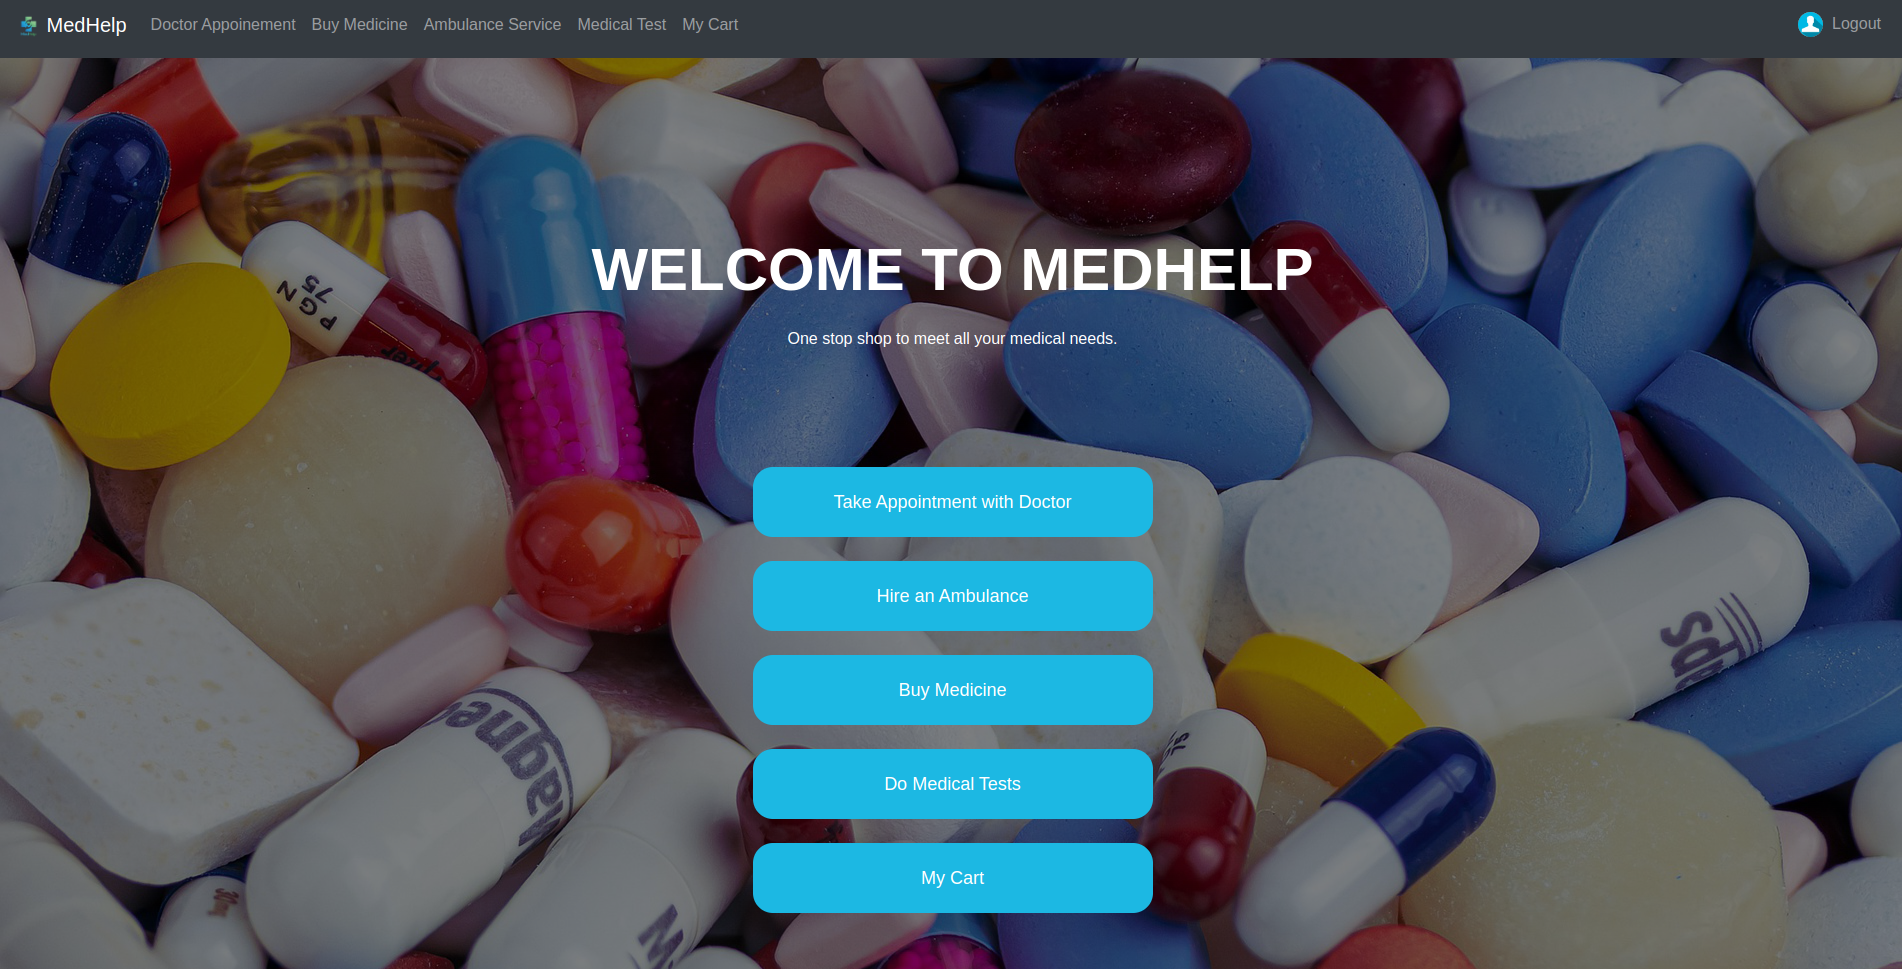 MedHelp Doctor Appoinement Buy Medicine Ambulance Service Medical Test My Cart Logout
PGN
75
WELCOME TO MEDHELP
One stop shop to meet all your medical needs.
Take Appointment with Doctor
Hire an Ambulance
Buy Medicine
Do Medical Tests
My Cart